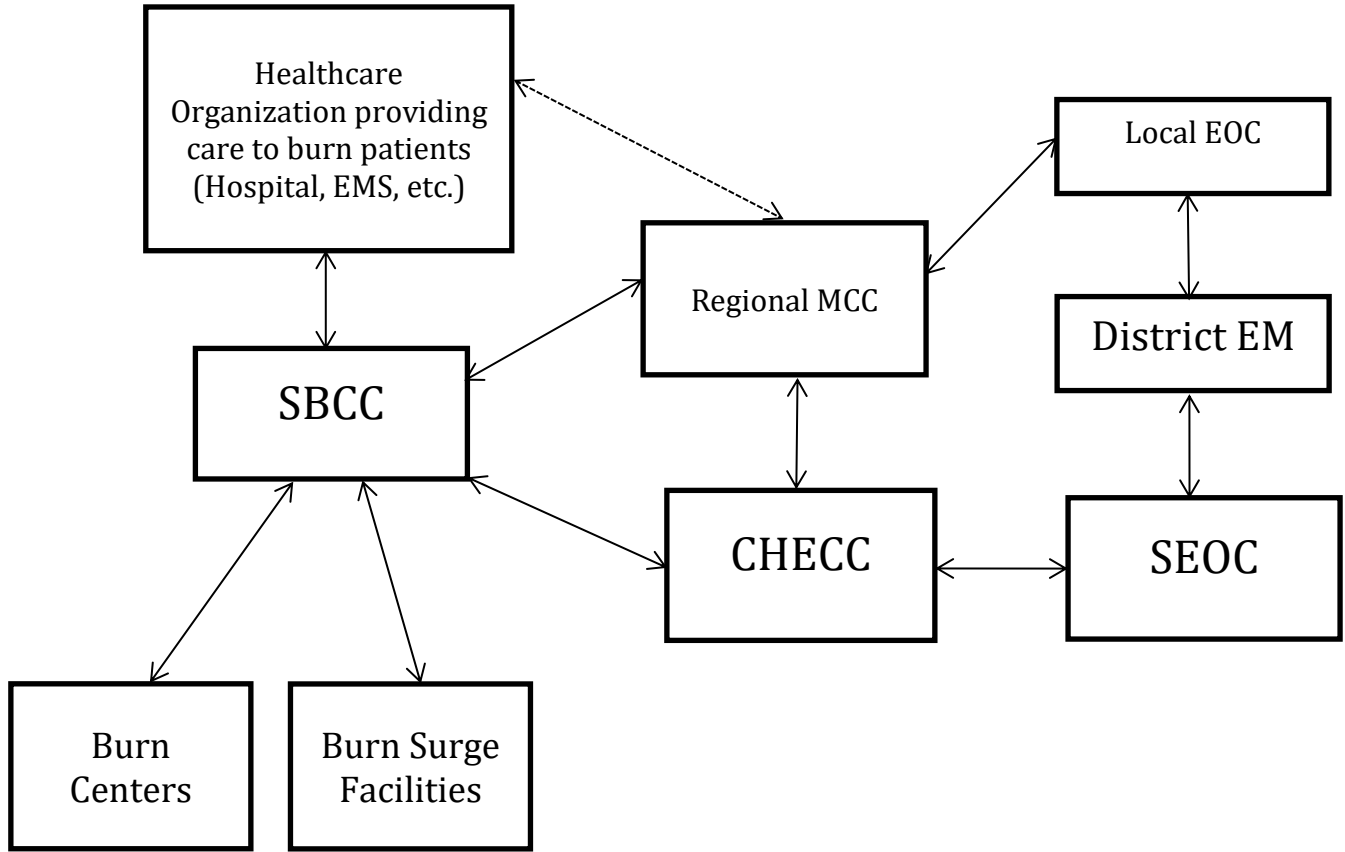 Healthcare
Organization providing
care to burn patients
(Hospital, EMS, etc.)
Local EOC
Regional MCC
District EM
SBCC
CHECC
SEOC
Burn
Centers
Burn Surge
Facilities